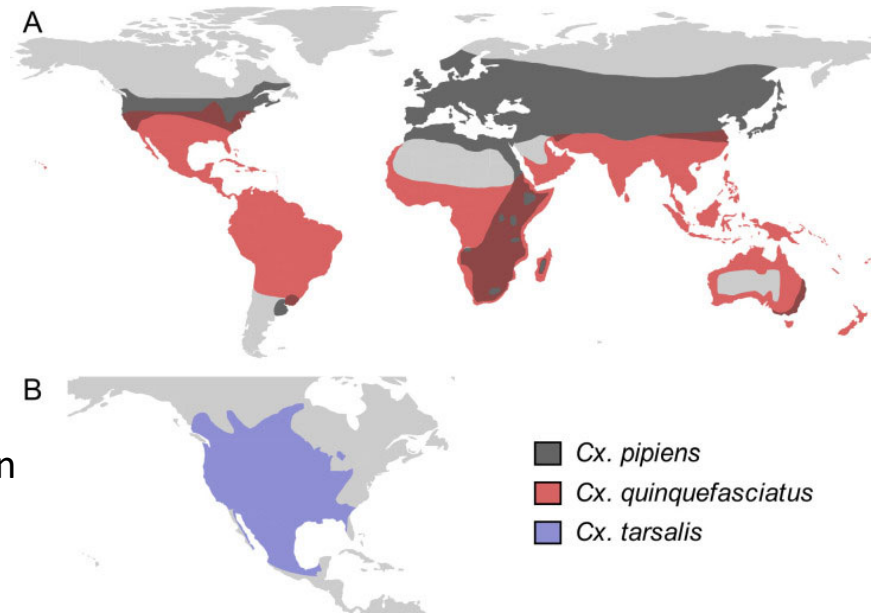 A
B
n
Cx. pipiens
Cx. quinquefasciatus
Cx. tarsalis